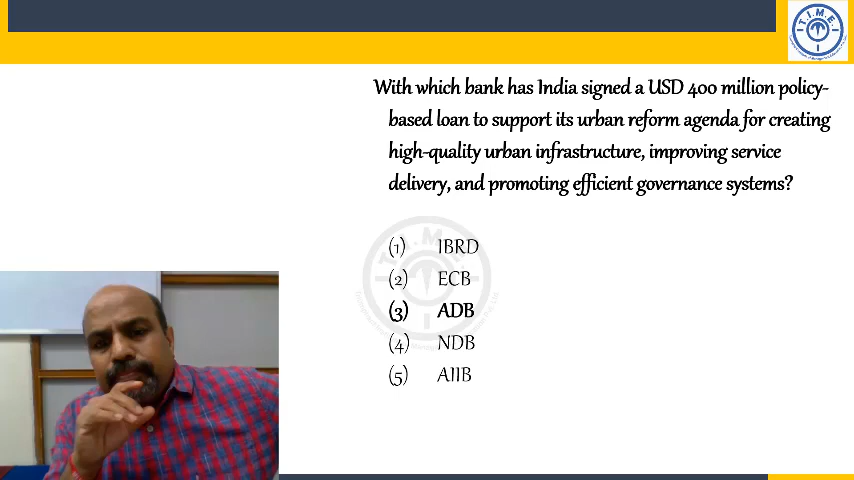 T.I.M.E.
With which bank has India signed a USD 400 million policy-
based loan to support its urban reform agenda for creating
high-quality urban infrastructure, improving service
delivery, and promoting efficient governance systems?
(1) IBRD
(2) ECB
(3) ADB
(4) NDB
(5) AIIB